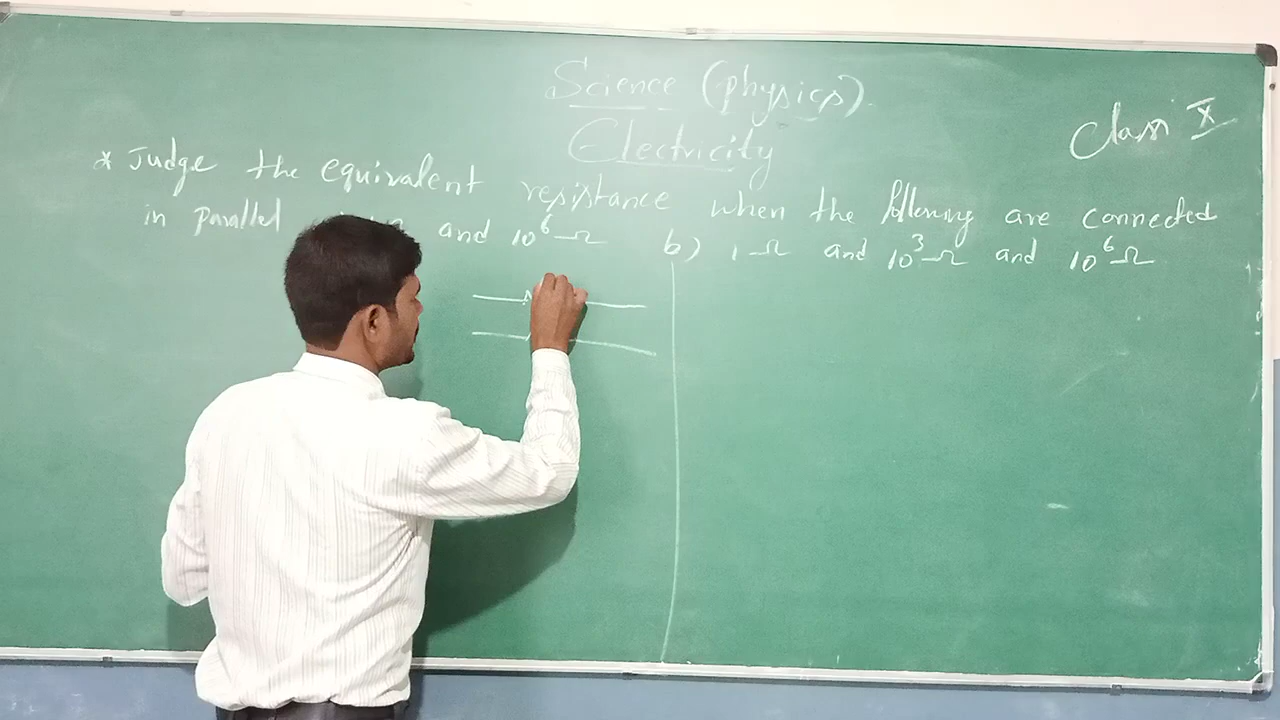 Science (physics).
Class X
Electricity
* Judge the equivalent resistance when the following are connected
in parallel and 10⁶ Ω b) 1 Ω and 10³ Ω and 10⁶ Ω